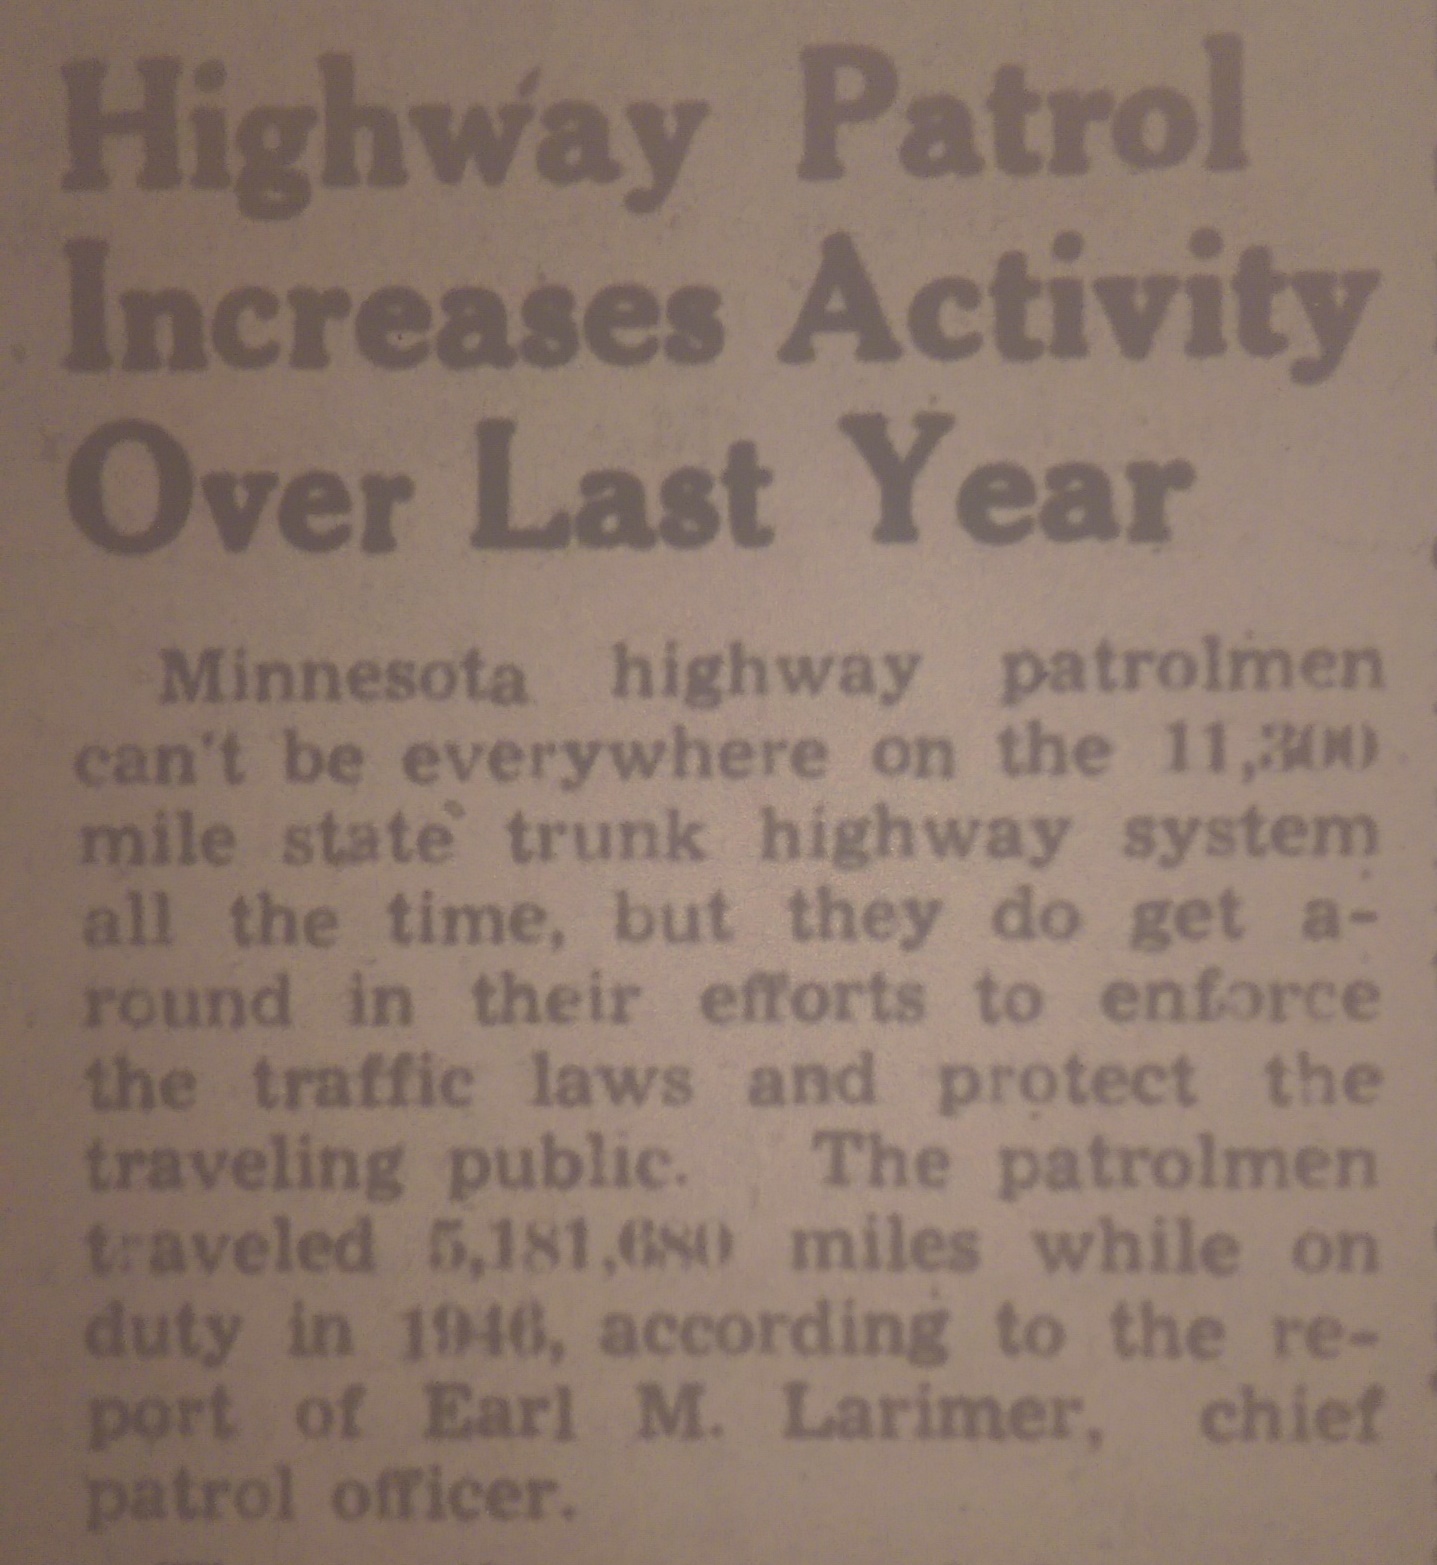 Highway Patrol
Increases Activity
Over Last Year
Minnesota highway patrolmen
can't be everywhere on the 11,300
mile state trunk highway system
all the time, but they do get a-
round in their efforts to enforce
the traffic laws and protect the
traveling public. The patrolmen
traveled 5,181,680 miles while on
duty in 1946, according to the re-
port of Earl M. Larimer, chief
patrol officer.